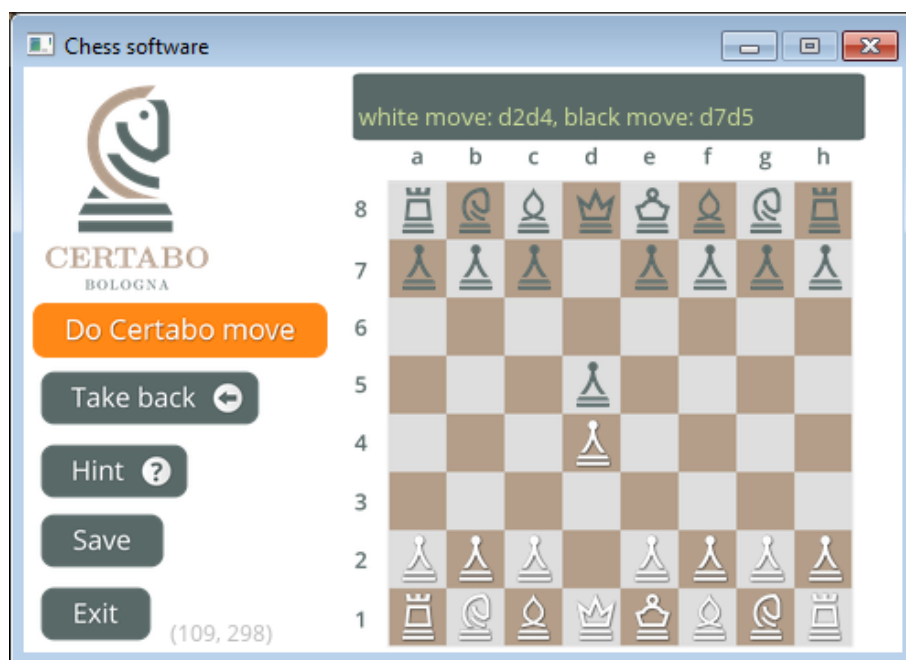 Chess software
white move: d2d4, black move: d7d5
CERTABO
BOLOGNA
Do Certabo move
Take back
Hint ?
Save
Exit
(109, 298)
a b c d e f g h
8
7
6
5
4
3
2
1